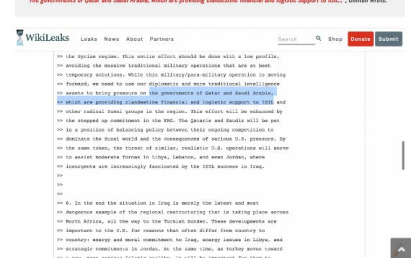 The governments of Qatar and Saudi Arabia, which are providing clandestine financial and logistic support to ISIL...
WikiLeaks Leaks News About Partners Search Shop Donate Submit
>> the Syrian regime. This entire effort should be done with a low profile,
>> avoiding the massive traditional military operations that are at best
>> temporary solutions. While this military/para-military operation is moving
>> forward, we need to use our diplomatic and more traditional intelligence
>> assets to bring pressure on the governments of Qatar and Saudi Arabia,
>> which are providing clandestine financial and logistic support to ISIL and
>> other radical Sunni groups in the region. This effort will be enhanced by
>> the stepped up commitment in the KRG. The Qataris and Saudis will be put
>> in a position of balancing policy between their ongoing competition to
>> dominate the Sunni world and the consequences of serious U.S. pressure. By
>> the same token, the threat of similar, realistic U.S. operations will serve
>> to assist moderate forces in Libya, Lebanon, and even Jordan, where
>> insurgents are increasingly fascinated by the ISIL success in Iraq.
>>
>>
>>
>> 6. In the end the situation in Iraq is merely the latest and most
>> dangerous example of the regional restructuring that is taking place across
>> North Africa, all the way to the Turkish border. These developments are
>> important to the U.S. for reasons that often differ from country to
>> country: energy and moral commitment to Iraq, energy issues in Libya, and
>> strategic commitments in Jordan. At the same time, as Turkey moves toward